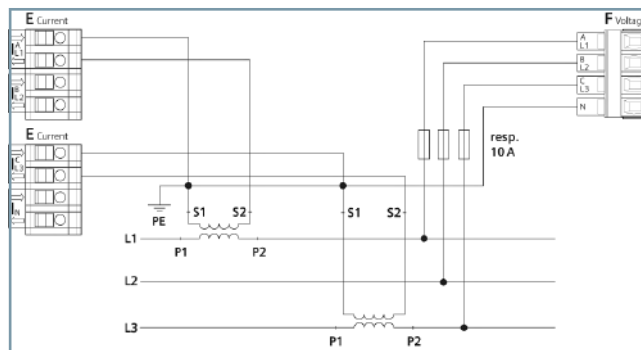 E Current
A
L1
B
L2
E Current
C
L3
N
F Voltag
A
L1
B
L2
C
L3
N
resp.
10 A
PE
S1
S2
S1
S2
L1
P1
P2
L2
L3
P1
P2